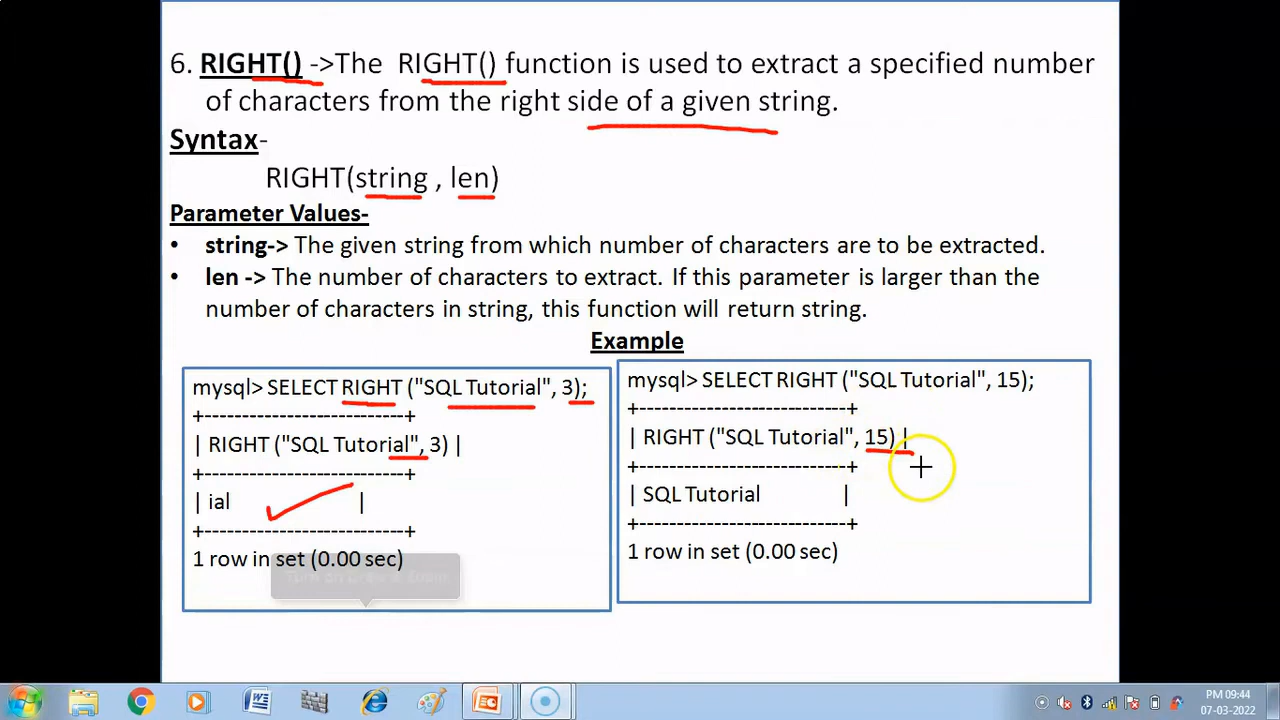 6. RIGHT() ->The RIGHT() function is used to extract a specified number
of characters from the right side of a given string.
Syntax-
RIGHT(string , len)
Parameter Values-
• string-> The given string from which number of characters are to be extracted.
• len -> The number of characters to extract. If this parameter is larger than the
number of characters in string, this function will return string.
Example
mysql> SELECT RIGHT ("SQL Tutorial", 3);
+----------------------------+
| RIGHT ("SQL Tutorial", 3) |
+----------------------------+
| ial |
+----------------------------+
1 row in set (0.00 sec)
mysql> SELECT RIGHT ("SQL Tutorial", 15);
+-----------------------------+
| RIGHT ("SQL Tutorial", 15) |
+-----------------------------+
| SQL Tutorial |
+-----------------------------+
1 row in set (0.00 sec)
PM 09:44
07-03-2022